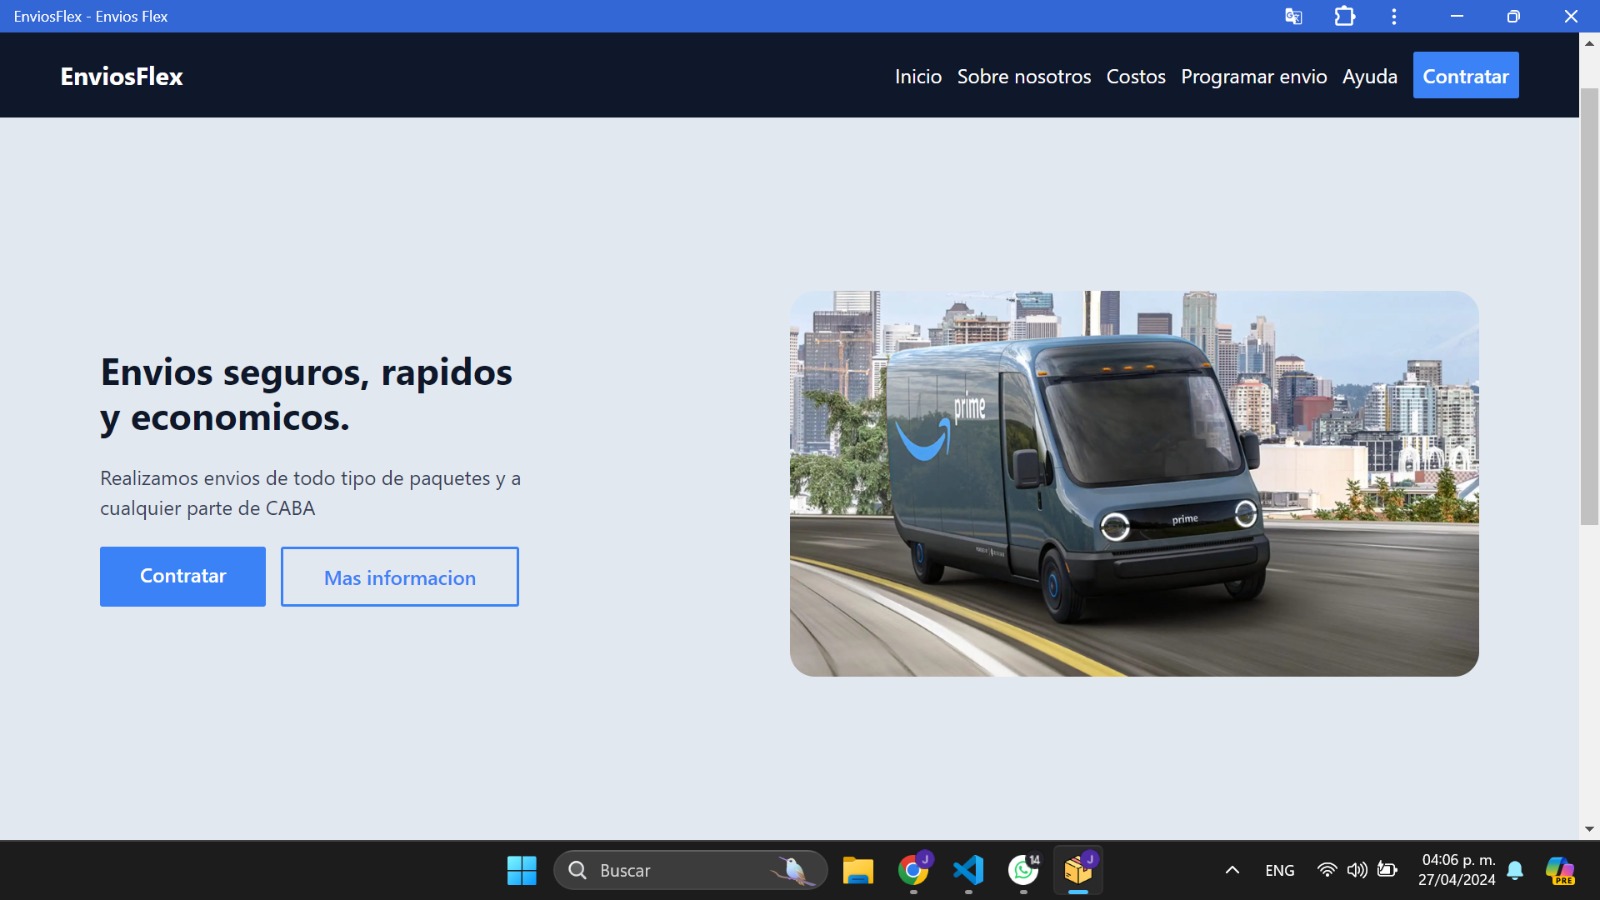 EnviosFlex - Envios Flex
EnviosFlex
Inicio
Sobre nosotros
Costos
Programar envio
Ayuda
Contratar
Envios seguros, rapidos
y economicos.
Realizamos envios de todo tipo de paquetes y a
cualquier parte de CABA
Contratar
Mas informacion
prime
prime
Buscar
J
14
J
ENG
04:06 p. m.
27/04/2024
PRE